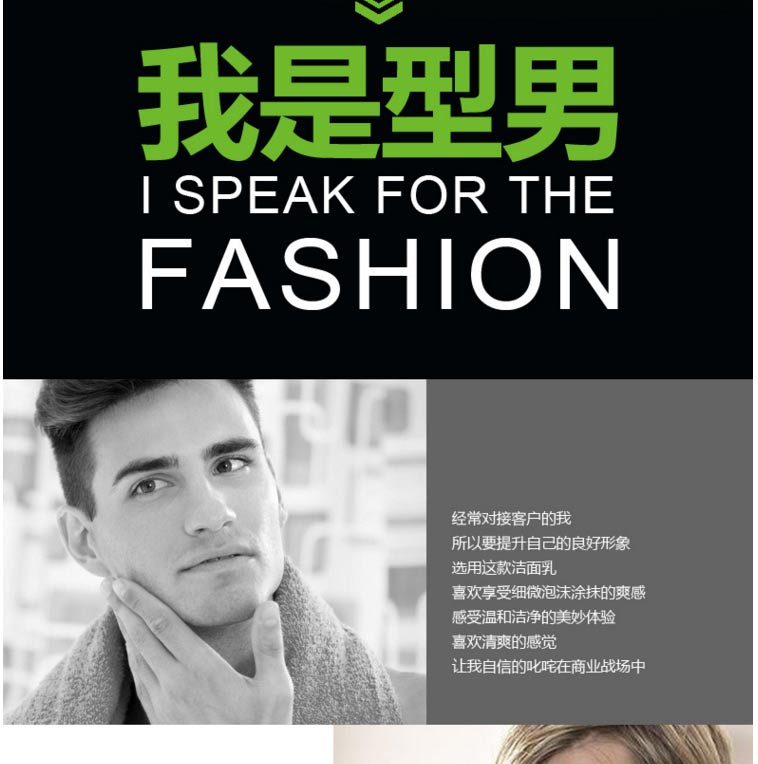 我是型男
I SPEAK FOR THE
FASHION
经常对接客户的我
所以要提升自己的良好形象
选用这款洁面乳
喜欢享受细微泡沫涂抹的爽感
感受温和洁净的美妙体验
喜欢清爽的感觉
让我自信的叱咤在商业战场中